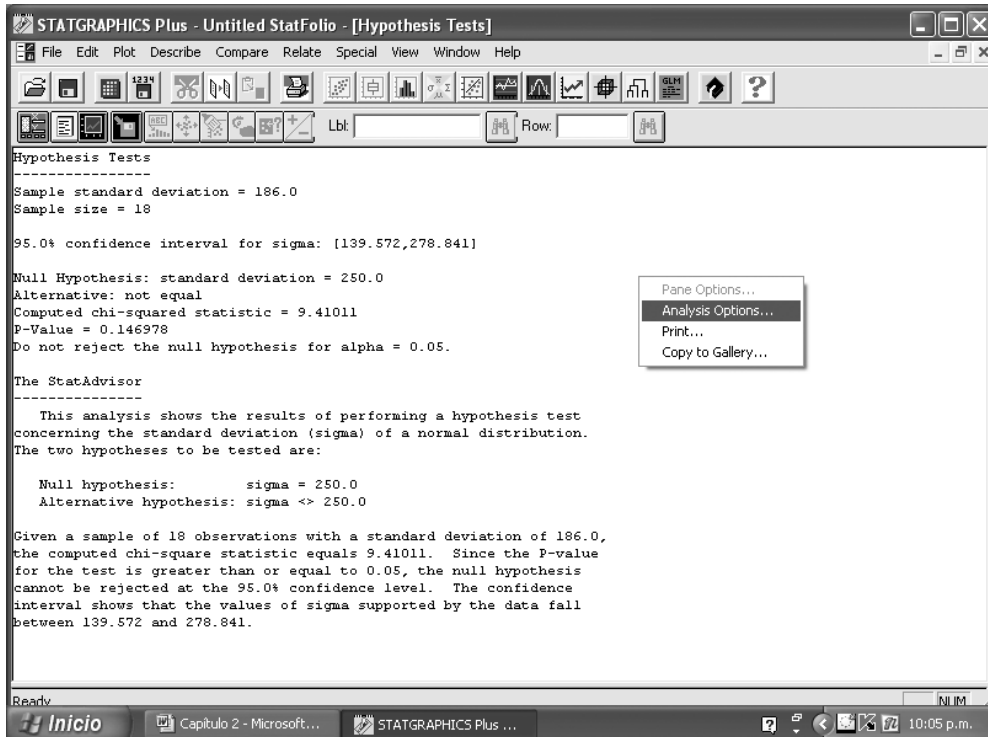 STATGRAPHICS Plus - Untitled StatFolio - [Hypothesis Tests]
File Edit Plot Describe Compare Relate Special View Window Help
Lbl: Row:
Hypothesis Tests
----------------
Sample standard deviation = 186.0
Sample size = 18
95.0% confidence interval for sigma: [139.572,278.841]
Null Hypothesis: standard deviation = 250.0
Alternative: not equal
Computed chi-squared statistic = 9.41011
P-Value = 0.146978
Do not reject the null hypothesis for alpha = 0.05.
Pane Options...
Analysis Options...
Print...
Copy to Gallery...
The StatAdvisor
---------------
This analysis shows the results of performing a hypothesis test
concerning the standard deviation (sigma) of a normal distribution.
The two hypotheses to be tested are:
Null hypothesis: sigma = 250.0
Alternative hypothesis: sigma <> 250.0
Given a sample of 18 observations with a standard deviation of 186.0,
the computed chi-square statistic equals 9.41011. Since the P-value
for the test is greater than or equal to 0.05, the null hypothesis
cannot be rejected at the 95.0% confidence level. The confidence
interval shows that the values of sigma supported by the data fall
between 139.572 and 278.841.
Ready NUM
Inicio Capítulo 2 - Microsoft... STATGRAPHICS Plus ... 10:05 p.m.